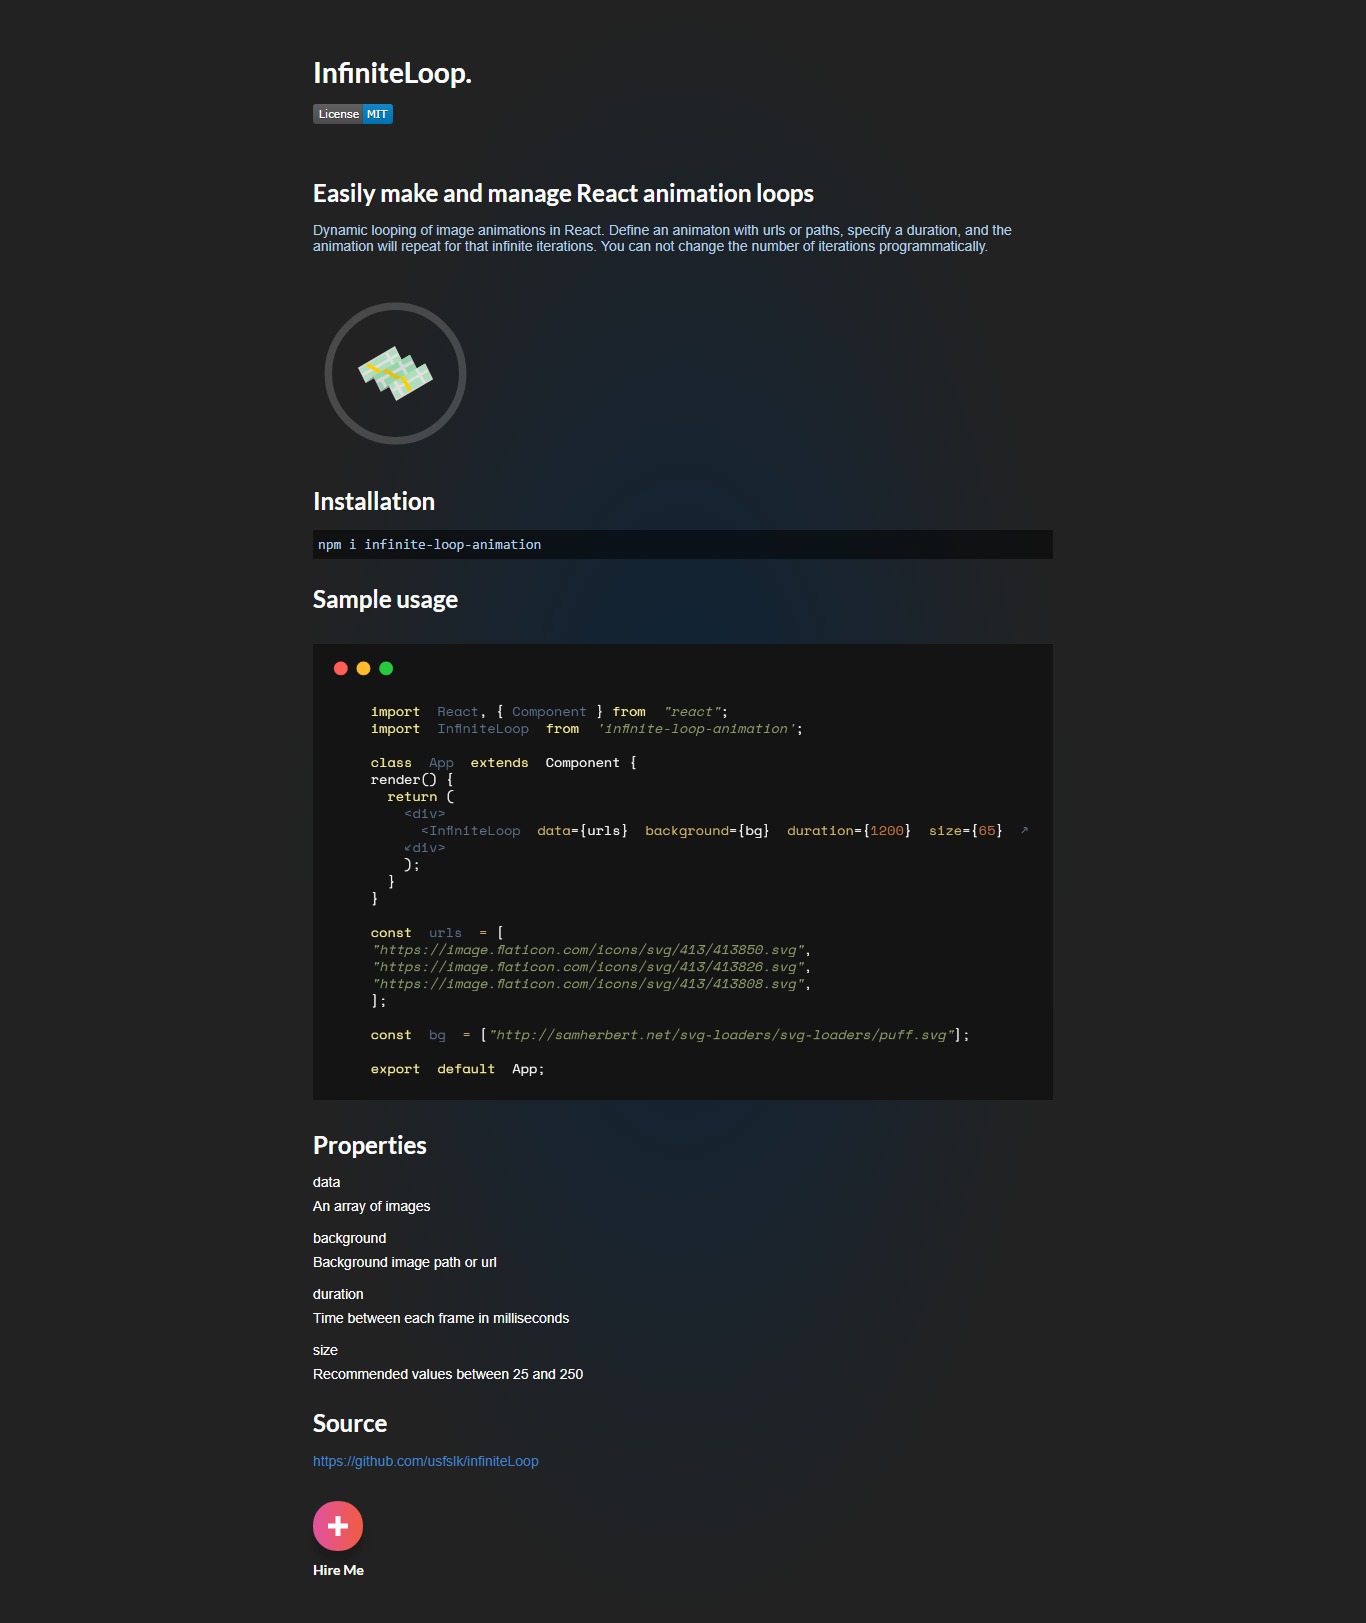 InfiniteLoop.
License MIT
Easily make and manage React animation loops
Dynamic looping of image animations in React. Define an animaton with urls or paths, specify a duration, and the
animation will repeat for that infinite iterations. You can not change the number of iterations programmatically.
Installation
npm i infinite-loop-animation
Sample usage
import React, { Component } from "react";
import InfiniteLoop from 'infinite-loop-animation';
class App extends Component {
render() {
return (
<div>
<InfiniteLoop data={urls} background={bg} duration={1200} size={65} ↗
↙div>
);
}
}
const urls = [
"https://image.flaticon.com/icons/svg/413/413850.svg",
"https://image.flaticon.com/icons/svg/413/413826.svg",
"https://image.flaticon.com/icons/svg/413/413808.svg",
];
const bg = ["http://samherbert.net/svg-loaders/svg-loaders/puff.svg"];
export default App;
Properties
data
An array of images
background
Background image path or url
duration
Time between each frame in milliseconds
size
Recommended values between 25 and 250
Source
https://github.com/usfslk/infiniteLoop
Hire Me